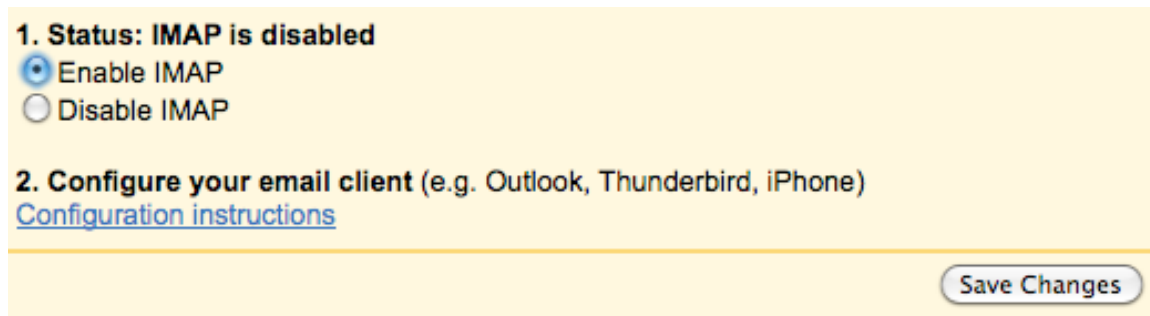 1. Status: IMAP is disabled
Enable IMAP
Disable IMAP
2. Configure your email client (e.g. Outlook, Thunderbird, iPhone)
Configuration instructions
Save Changes